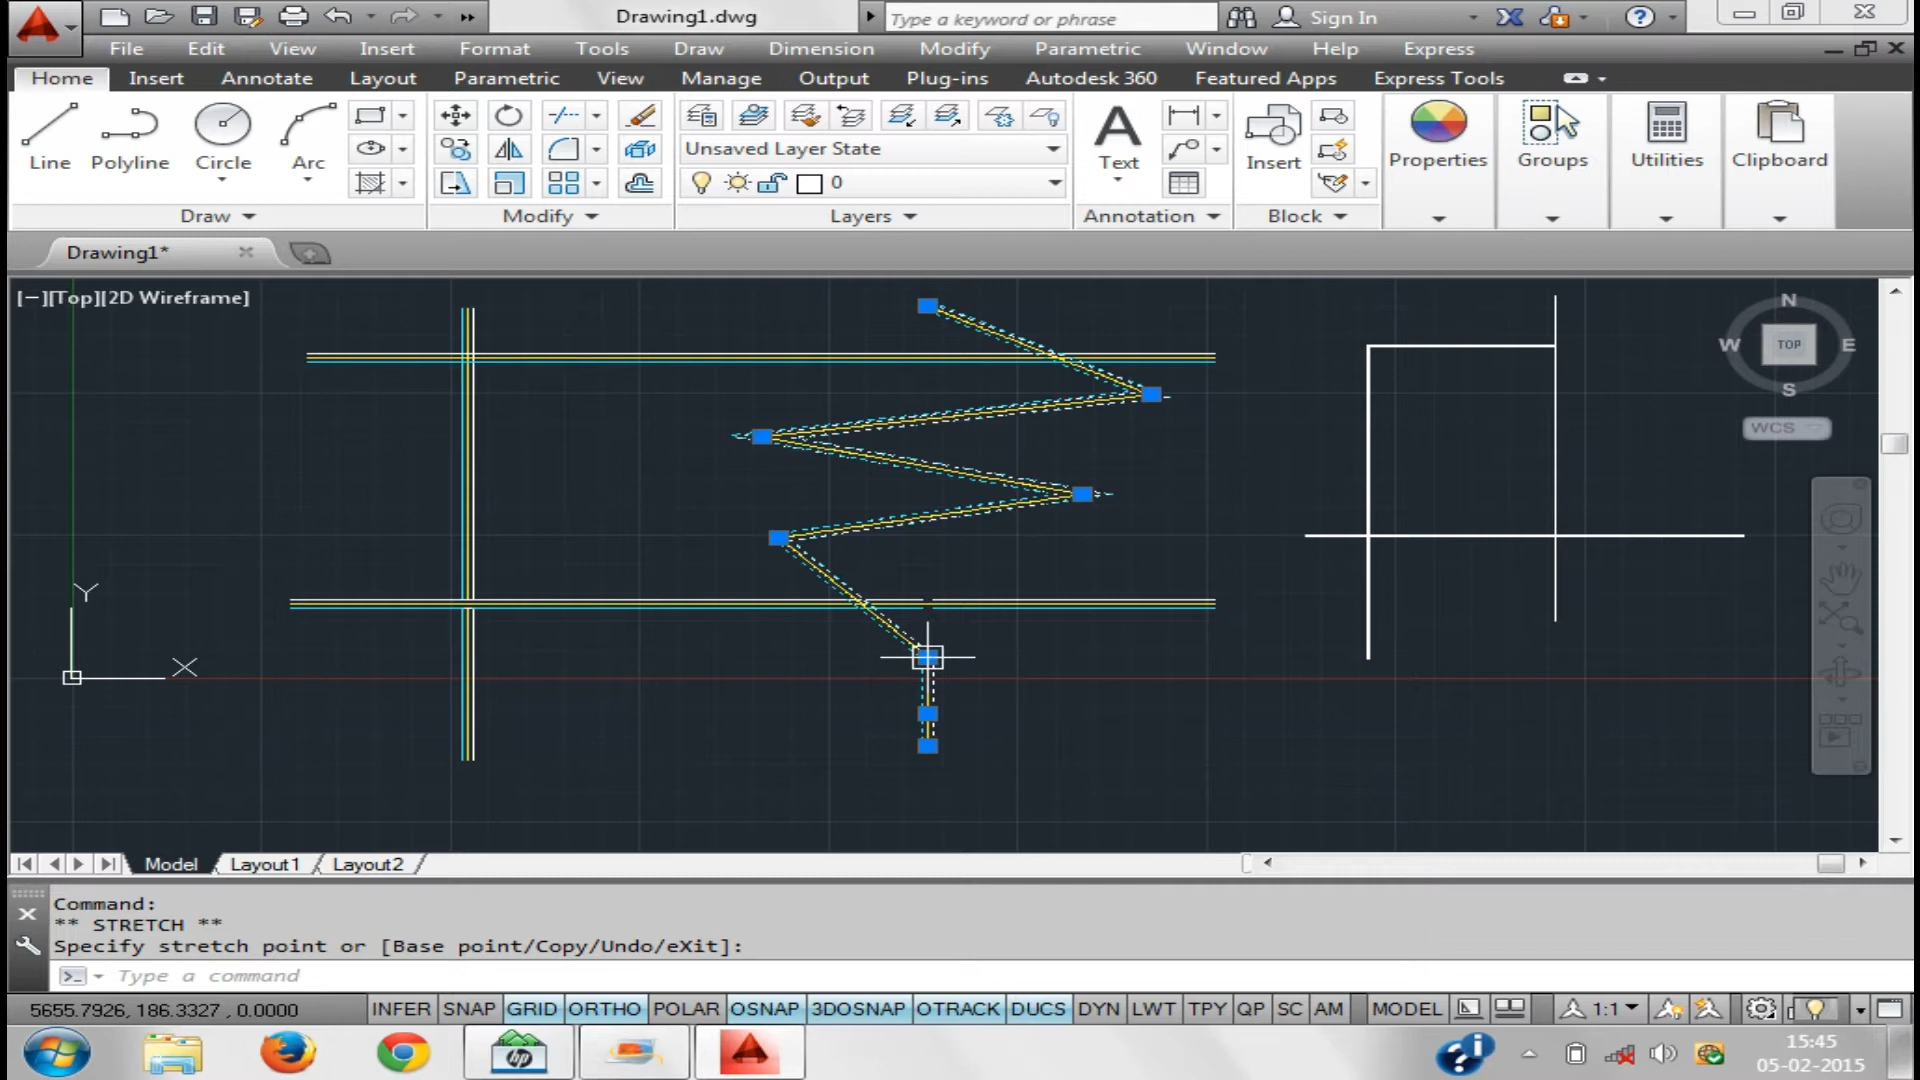 Drawing1.dwg
Type a keyword or phrase
Sign In
File Edit View Insert Format Tools Draw Dimension Modify Parametric Window Help Express
Home Insert Annotate Layout Parametric View Manage Output Plug-ins Autodesk 360 Featured Apps Express Tools
Line Polyline Circle Arc
Unsaved Layer State
0
Text
Insert
Properties Groups Utilities Clipboard
Draw Modify Layers Annotation Block
Drawing1*
[−][Top][2D Wireframe]
N
W TOP E
S
WCS
Y
X
Model Layout1 Layout2
Command:
** STRETCH **
Specify stretch point or [Base point/Copy/Undo/eXit]:
Type a command
5655.7926, 186.3327 , 0.0000
INFER SNAP GRID ORTHO POLAR OSNAP 3DOSNAP OTRACK DUCS DYN LWT TPY QP SC AM MODEL 1:1
hp
15:45
05-02-2015